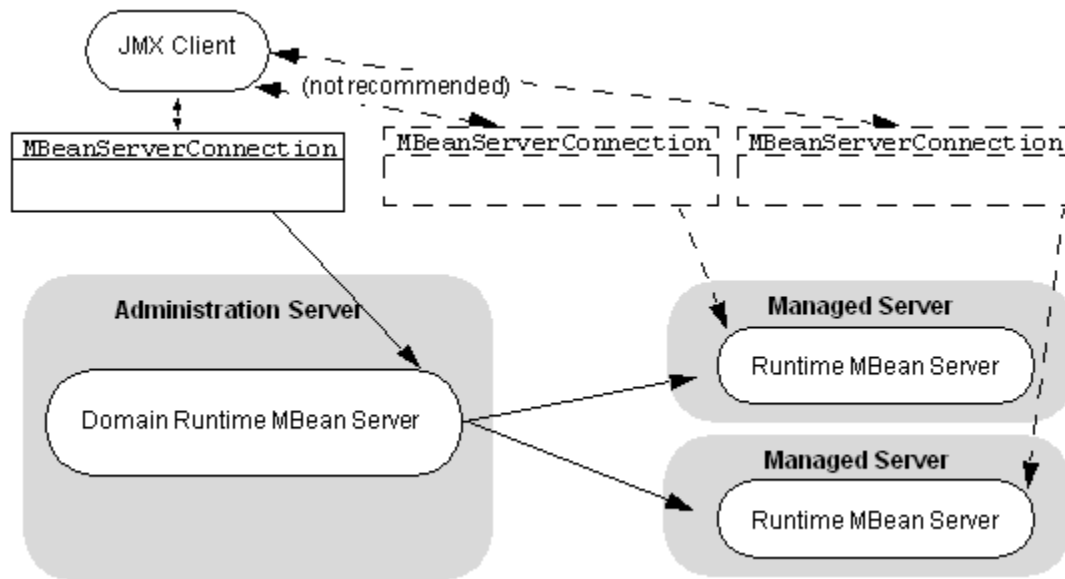 JMX Client
(not recommended)
MBeanServerConnection
MBeanServerConnection
MBeanServerConnection
Administration Server
Managed Server
Runtime MBean Server
Domain Runtime MBean Server
Managed Server
Runtime MBean Server